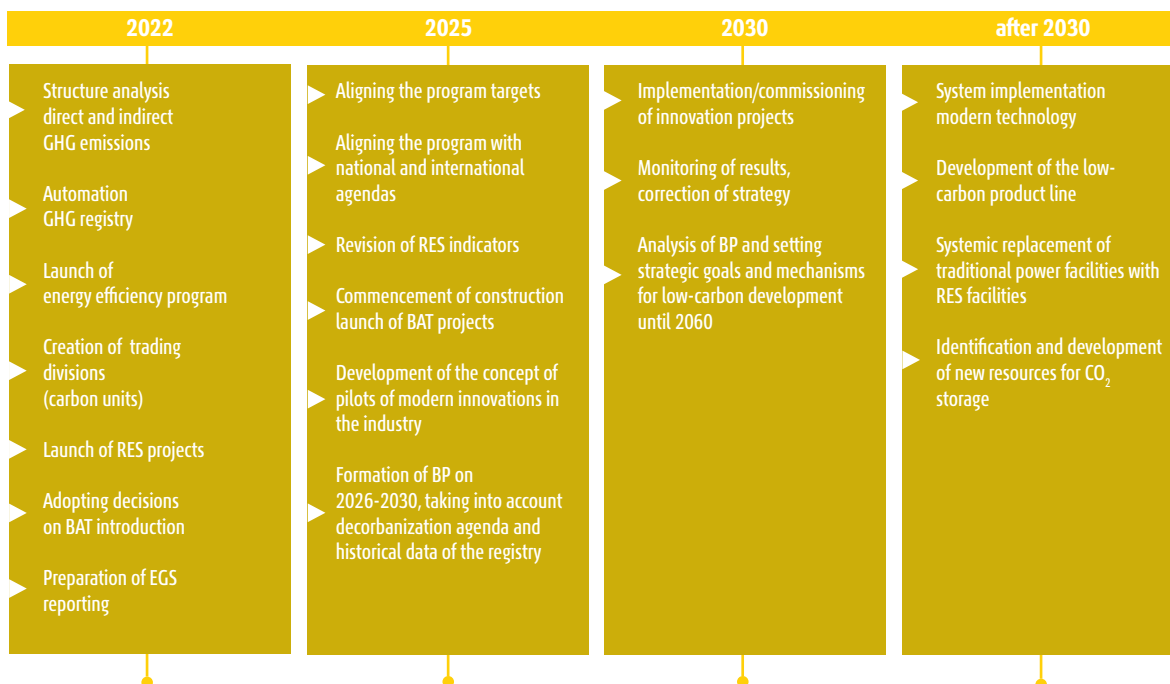 2022
Structure analysis
direct and indirect
GHG emissions
Automation
GHG registry
Launch of
energy efficiency program
Creation of trading
divisions
(carbon units)
Launch of RES projects
Adopting decisions
on BAT introduction
Preparation of EGS
reporting
2025
Aligning the program targets
Aligning the program with
national and international
agendas
Revision of RES indicators
Commencement of construction
launch of BAT projects
Development of the concept of
pilots of modern innovations in
the industry
Formation of BP on
2026-2030, taking into account
decorbanization agenda and
historical data of the registry
2030
Implementation/commissioning
of innovation projects
Monitoring of results,
correction of strategy
Analysis of BP and setting
strategic goals and mechanisms
for low-carbon development
until 2060
after 2030
System implementation
modern technology
Development of the low-
carbon product line
Systemic replacement of
traditional power facilities with
RES facilities
Identification and development
of new resources for CO₂
storage